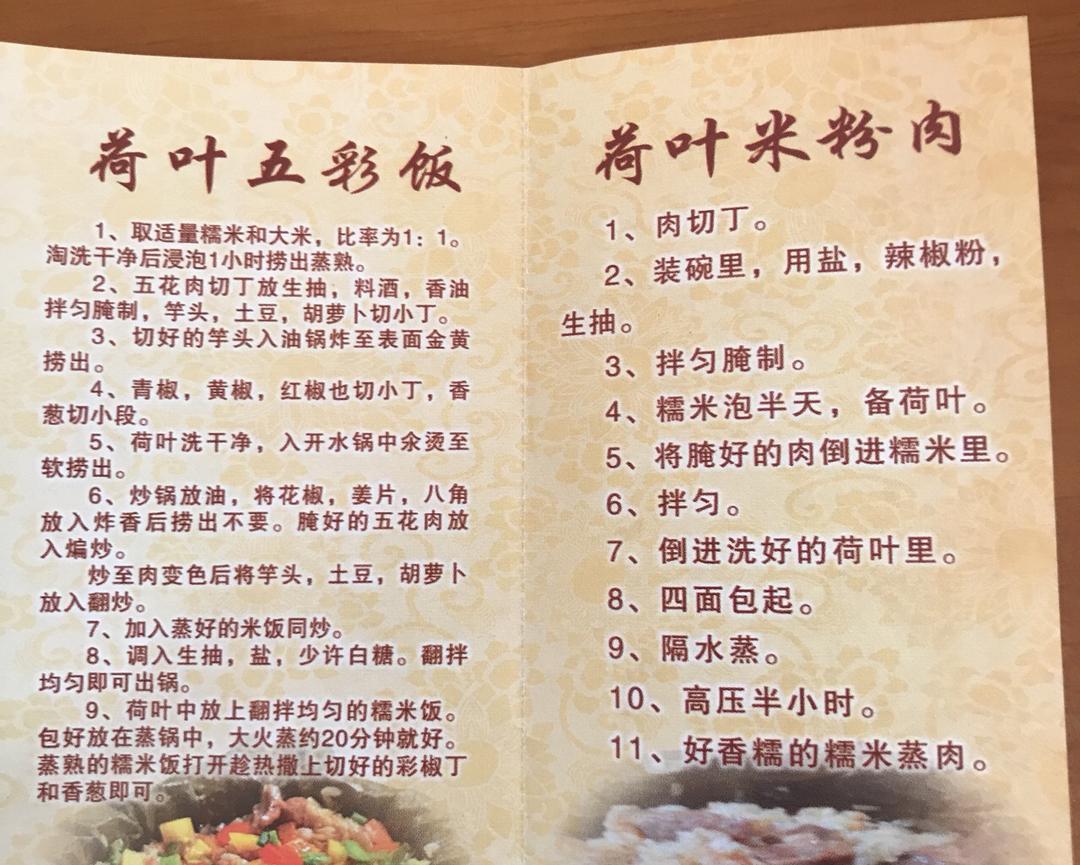 荷叶五彩饭
1、取适量糯米和大米，比率为1：1。
淘洗干净后浸泡1小时捞出蒸熟。
2、五花肉切丁放生抽，料酒，香油
拌匀腌制，竽头，土豆，胡萝卜切小丁。
3、切好的竽头入油锅炸至表面金黄
捞出。
4、青椒，黄椒，红椒也切小丁，香
葱切小段。
5、荷叶洗干净，入开水锅中汆烫至
软捞出。
6、炒锅放油，将花椒，姜片，八角
放入炸香后捞出不要。腌好的五花肉放
入煸炒。
炒至肉变色后将竽头，土豆，胡萝卜
放入翻炒。
7、加入蒸好的米饭同炒。
8、调入生抽，盐，少许白糖。翻拌
均匀即可出锅。
9、荷叶中放上翻拌均匀的糯米饭。
包好放在蒸锅中，大火蒸约20分钟就好。
蒸熟的糯米饭打开趁热撒上切好的彩椒丁
和香葱即可。
荷叶米粉肉
1、肉切丁。
2、装碗里，用盐，辣椒粉，
生抽。
3、拌匀腌制。
4、糯米泡半天，备荷叶。
5、将腌好的肉倒进糯米里。
6、拌匀。
7、倒进洗好的荷叶里。
8、四面包起。
9、隔水蒸。
10、高压半小时。
11、好香糯的糯米蒸肉。